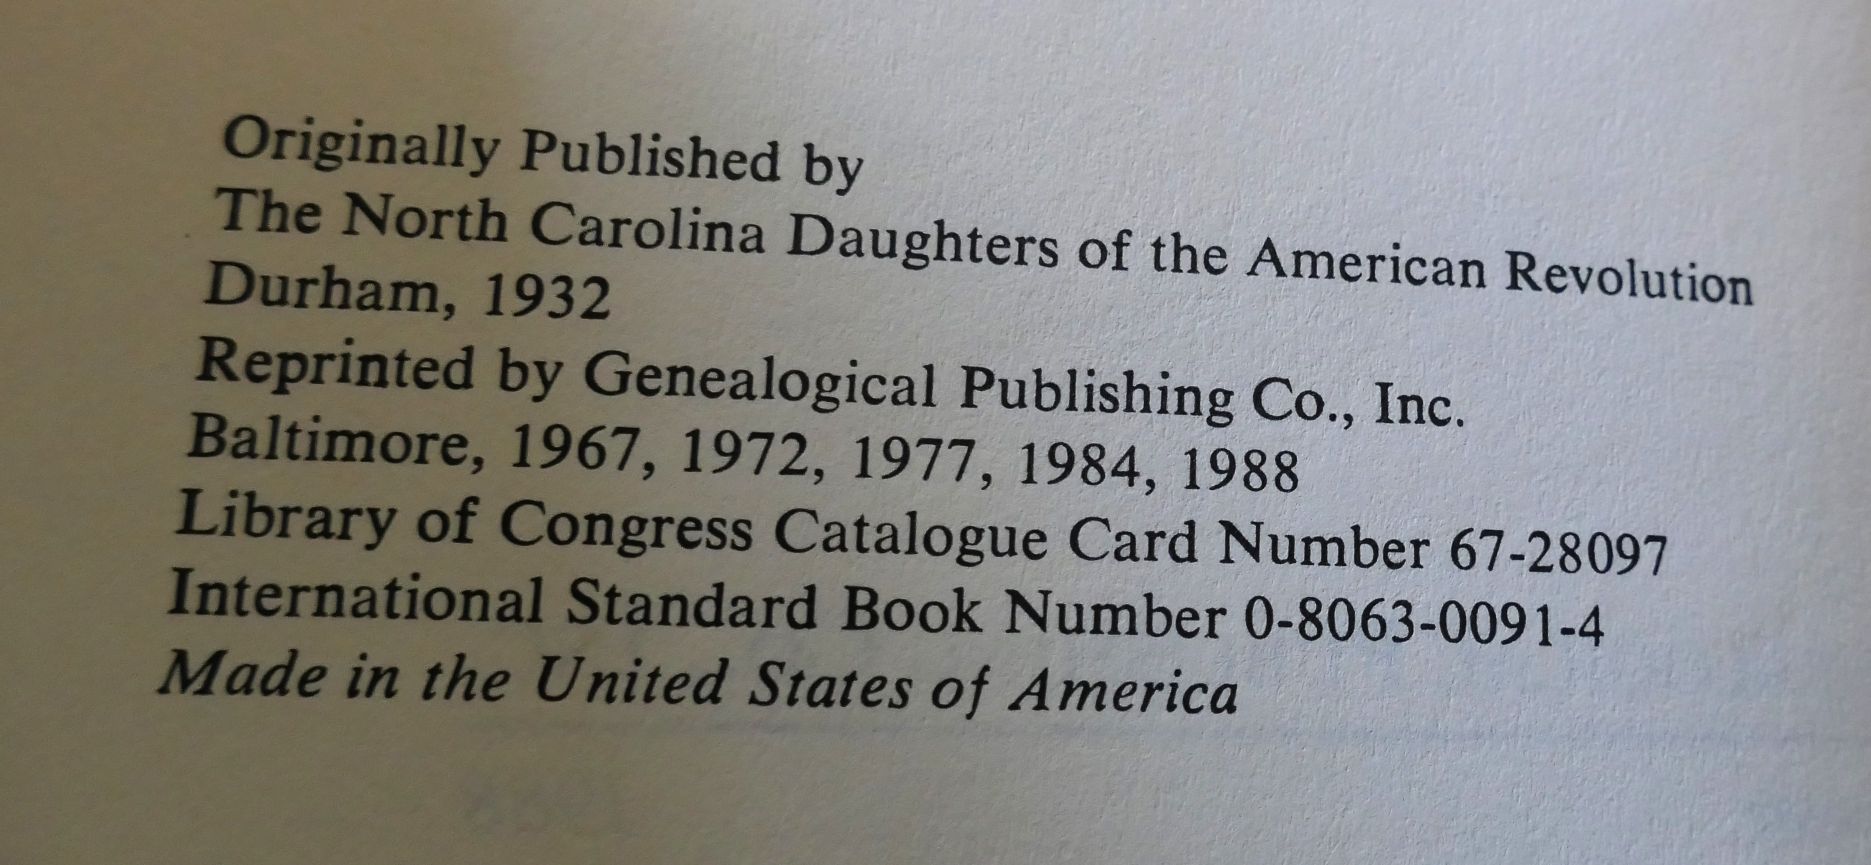 Originally Published by
The North Carolina Daughters of the American Revolution
Durham, 1932
Reprinted by Genealogical Publishing Co., Inc.
Baltimore, 1967, 1972, 1977, 1984, 1988
Library of Congress Catalogue Card Number 67-28097
International Standard Book Number 0-8063-0091-4
Made in the United States of America